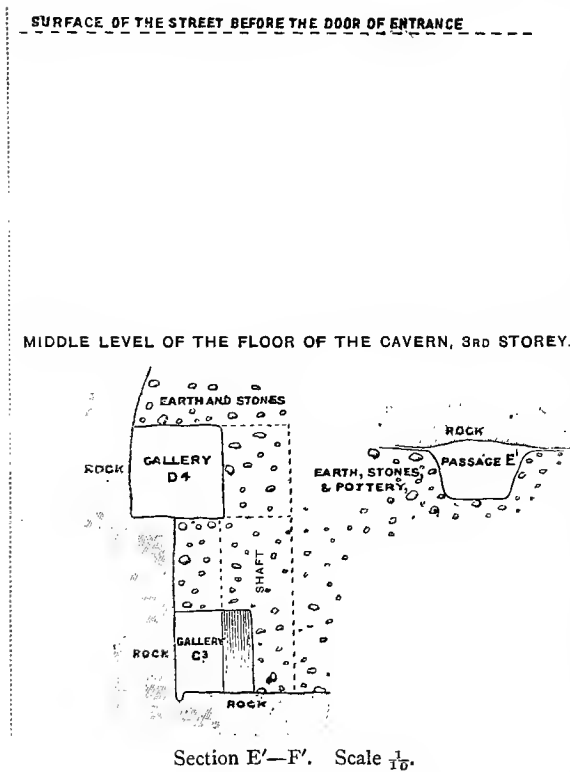 SURFACE OF THE STREET BEFORE THE DOOR OF ENTRANCE
MIDDLE LEVEL OF THE FLOOR OF THE CAVERN, 3RD STOREY.
EARTH AND STONES
ROCK
GALLERY
D4
ROCK
PASSAGE E'
EARTH, STONES,
& POTTERY,
SHAFT
ROCK
GALLERY
C3
ROCK
Section E'—F'. Scale 1/10.